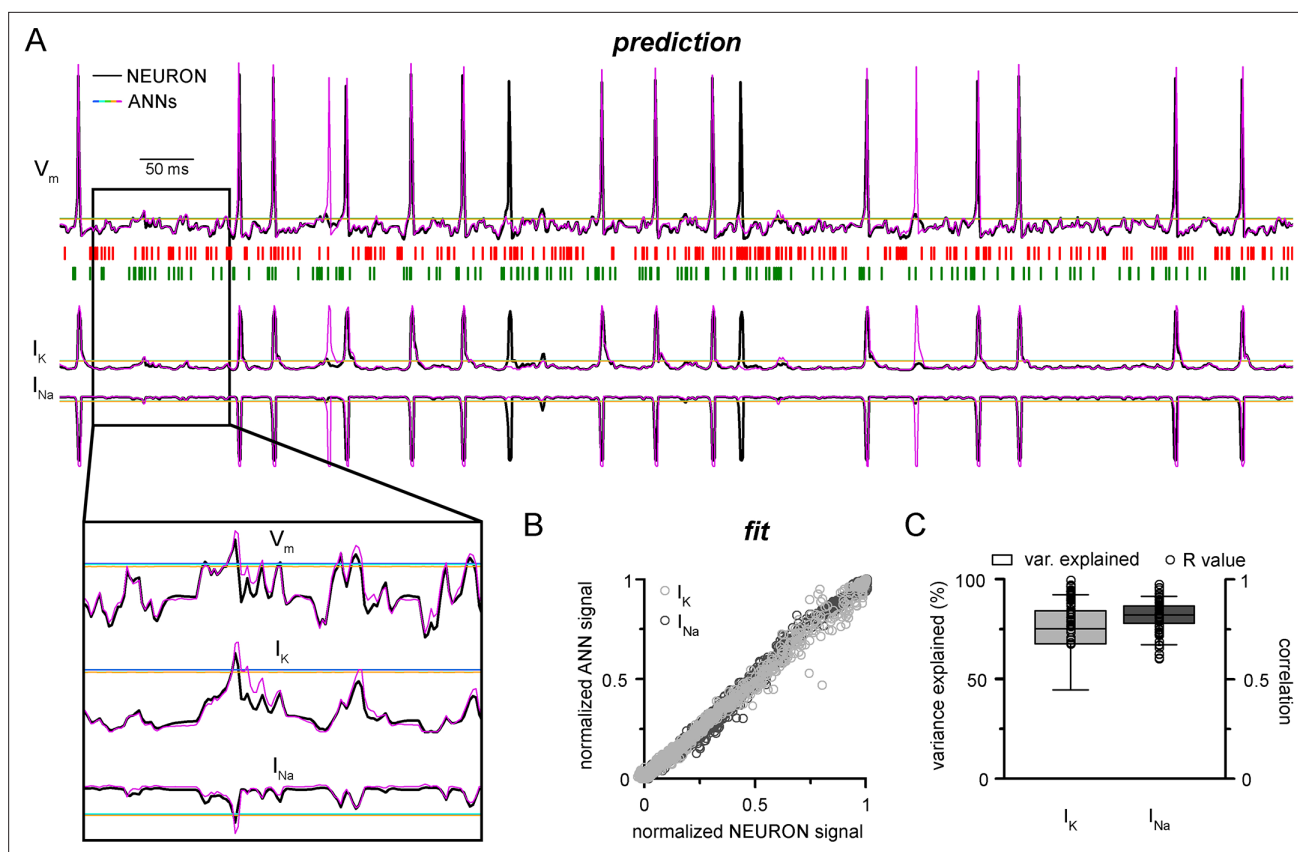 A
prediction
NEURON
ANNs
50 ms
Vm
IK
INa
Vm
IK
INa
B
fit
normalized ANN signal
1
0.5
0
IK
INa
0
0.5
1
normalized NEURON signal
C
var. explained
R value
variance explained (%)
100
50
0
1
0.5
0
correlation
IK
INa